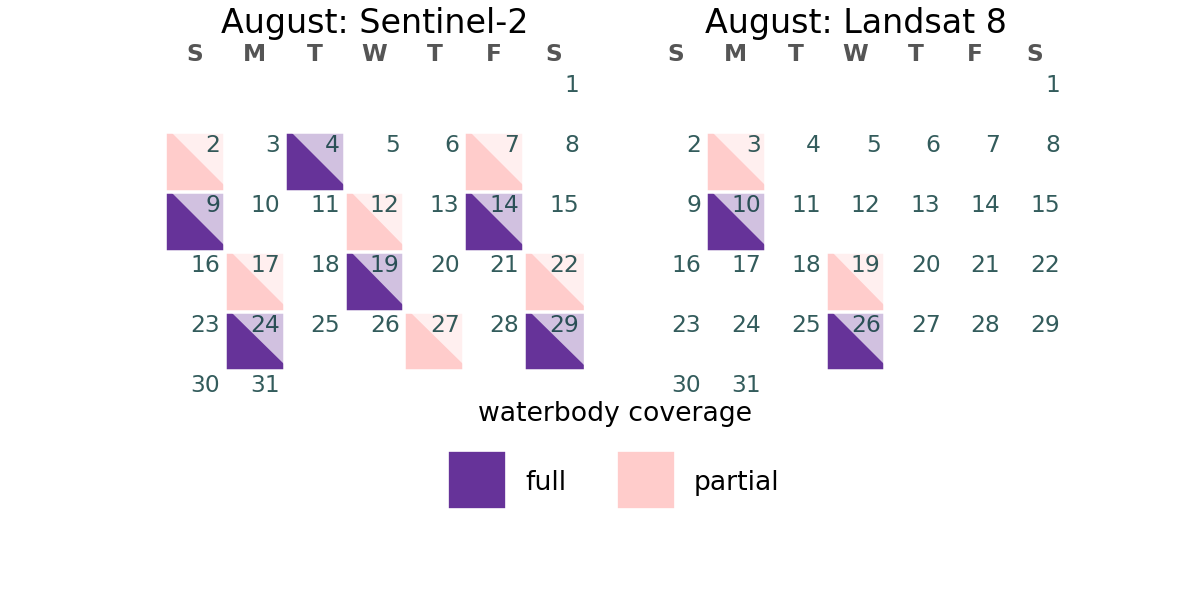 August: Sentinel-2
S M T W T F S
1
2 3 4 5 6 7 8
9 10 11 12 13 14 15
16 17 18 19 20 21 22
23 24 25 26 27 28 29
30 31
August: Landsat 8
S M T W T F S
1
2 3 4 5 6 7 8
9 10 11 12 13 14 15
16 17 18 19 20 21 22
23 24 25 26 27 28 29
30 31
waterbody coverage
full
partial